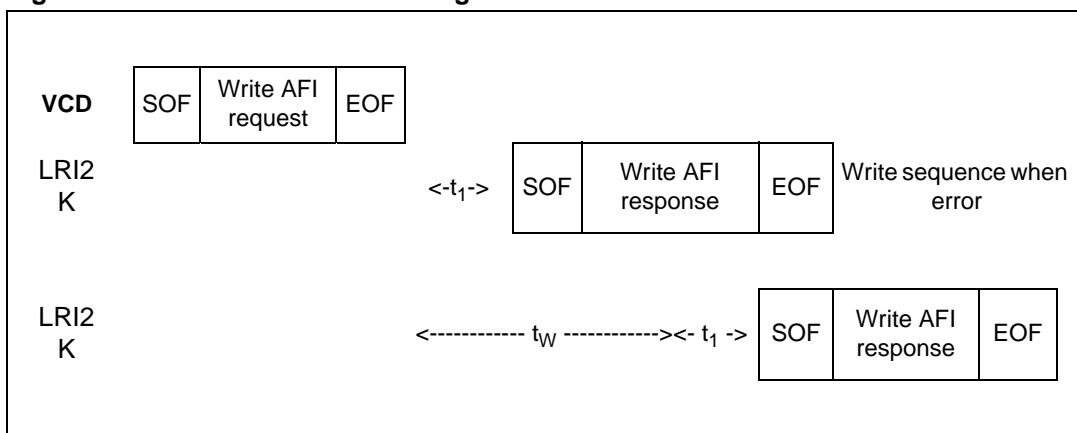 VCD SOF Write AFI request EOF
LRI2 K <-t1-> SOF Write AFI response EOF Write sequence when error
LRI2 K <------------ tW ------------><- t1 -> SOF Write AFI response EOF